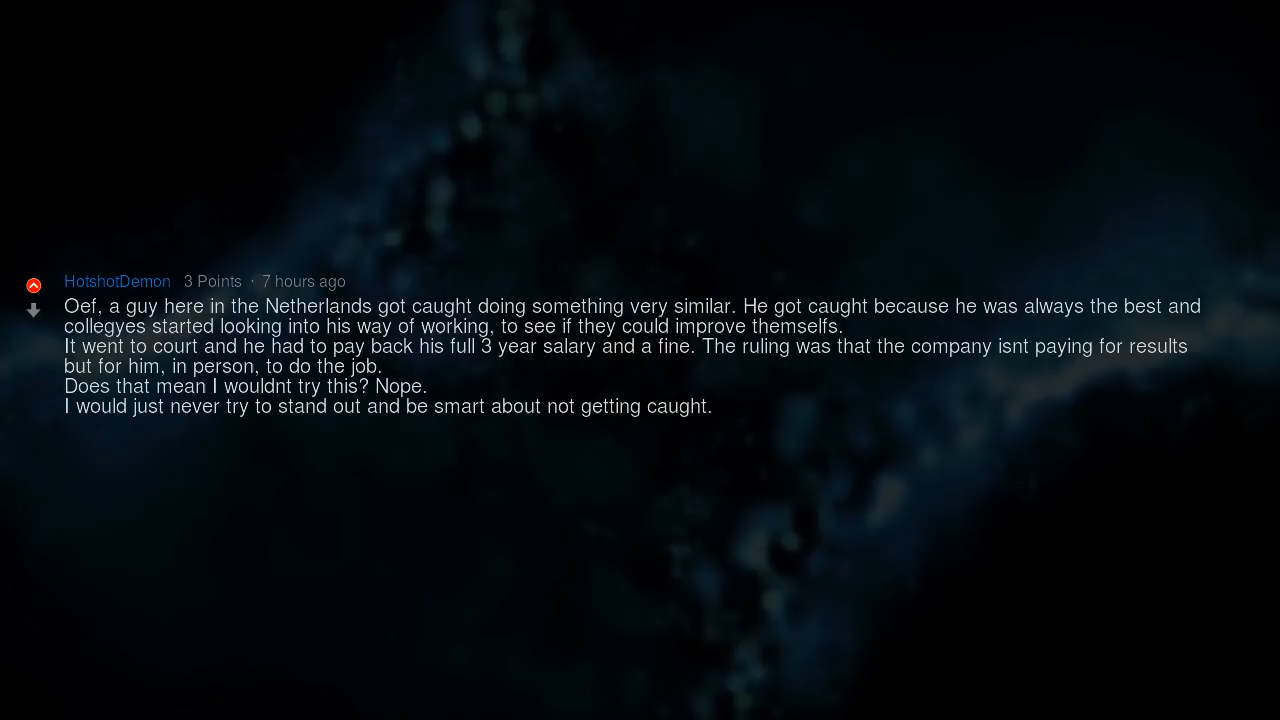 HotshotDemon 3 Points · 7 hours ago
Oef, a guy here in the Netherlands got caught doing something very similar. He got caught because he was always the best and
collegyes started looking into his way of working, to see if they could improve themselfs.
It went to court and he had to pay back his full 3 year salary and a fine. The ruling was that the company isnt paying for results
but for him, in person, to do the job.
Does that mean I wouldnt try this? Nope.
I would just never try to stand out and be smart about not getting caught.